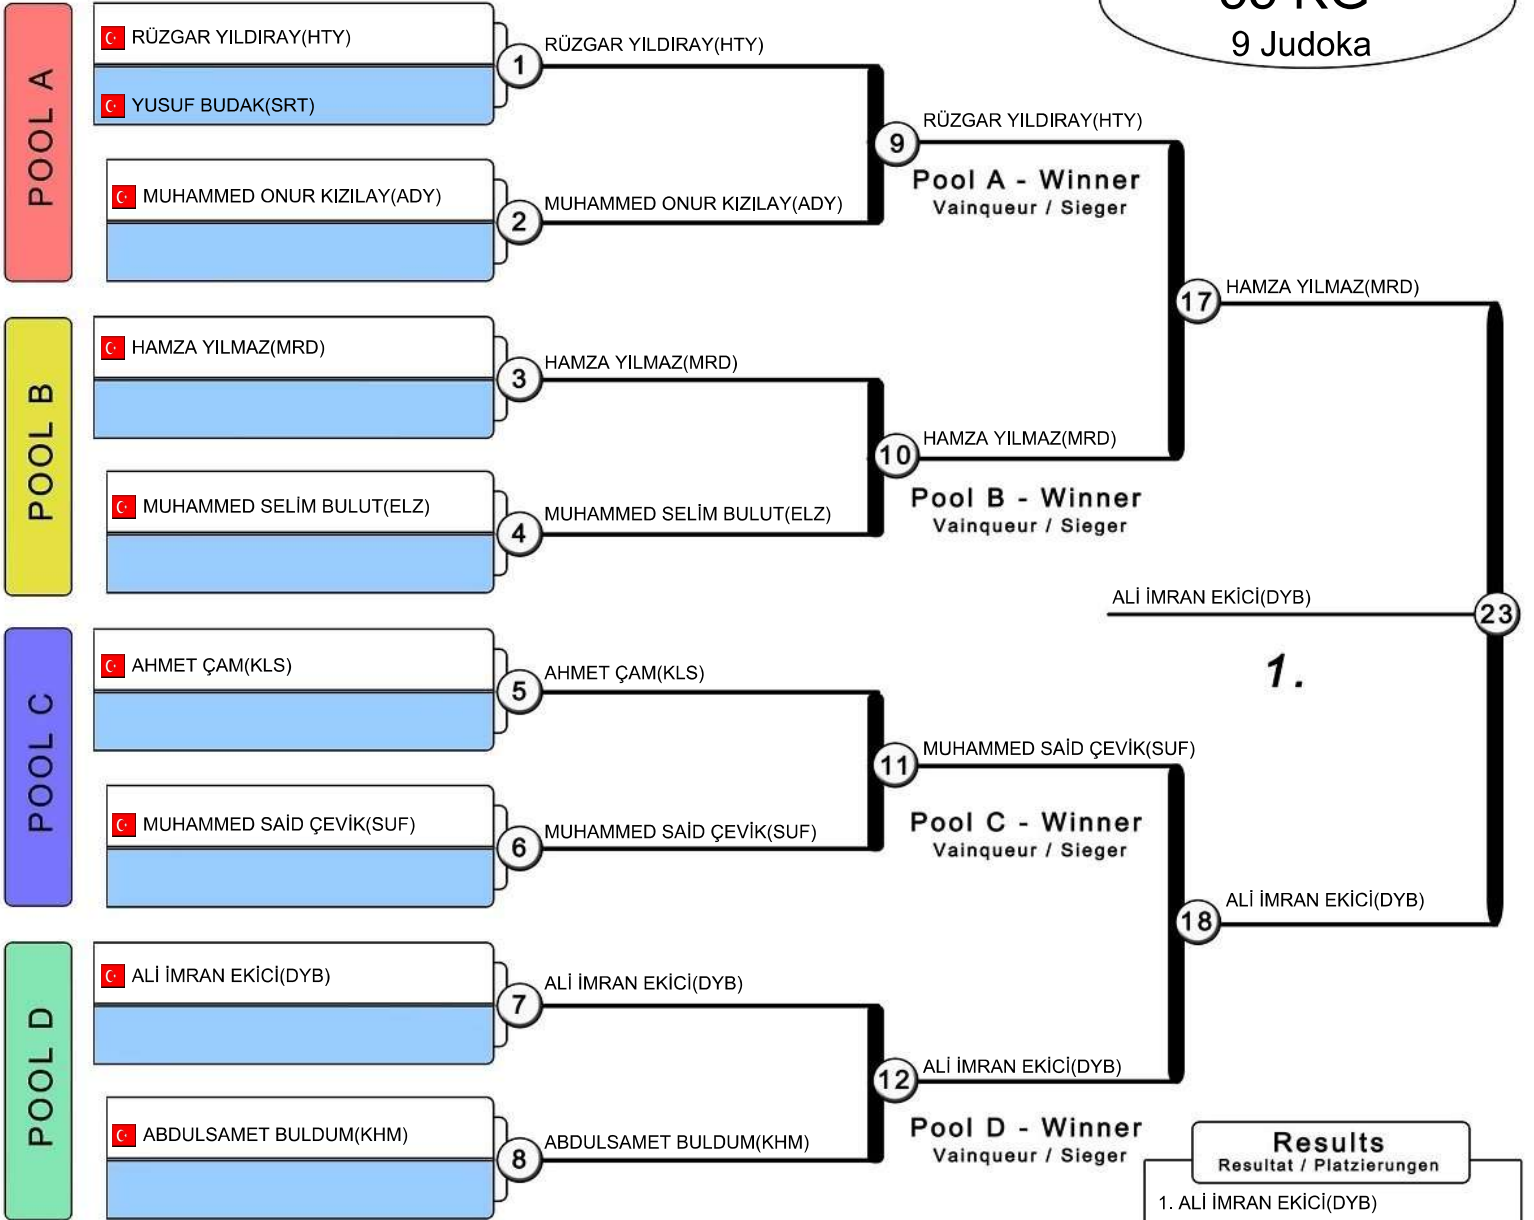 KG
9 Judoka
POOL A
RÜZGAR YILDIRAY(HTY)
YUSUF BUDAK(SRT)
1
RÜZGAR YILDIRAY(HTY)
MUHAMMED ONUR KIZILAY(ADY)
2
MUHAMMED ONUR KIZILAY(ADY)
9
RÜZGAR YILDIRAY(HTY)
Pool A - Winner
Vainqueur / Sieger
POOL B
HAMZA YILMAZ(MRD)
3
HAMZA YILMAZ(MRD)
MUHAMMED SELİM BULUT(ELZ)
4
MUHAMMED SELİM BULUT(ELZ)
10
HAMZA YILMAZ(MRD)
Pool B - Winner
Vainqueur / Sieger
17
HAMZA YILMAZ(MRD)
ALİ İMRAN EKİCİ(DYB)
23
1.
POOL C
AHMET ÇAM(KLS)
5
AHMET ÇAM(KLS)
MUHAMMED SAİD ÇEVİK(SUF)
6
MUHAMMED SAİD ÇEVİK(SUF)
11
MUHAMMED SAİD ÇEVİK(SUF)
Pool C - Winner
Vainqueur / Sieger
18
ALİ İMRAN EKİCİ(DYB)
POOL D
ALİ İMRAN EKİCİ(DYB)
7
ALİ İMRAN EKİCİ(DYB)
ABDULSAMET BULDUM(KHM)
8
ABDULSAMET BULDUM(KHM)
12
ALİ İMRAN EKİCİ(DYB)
Pool D - Winner
Vainqueur / Sieger
Results
Resultat / Platzierungen
1. ALİ İMRAN EKİCİ(DYB)